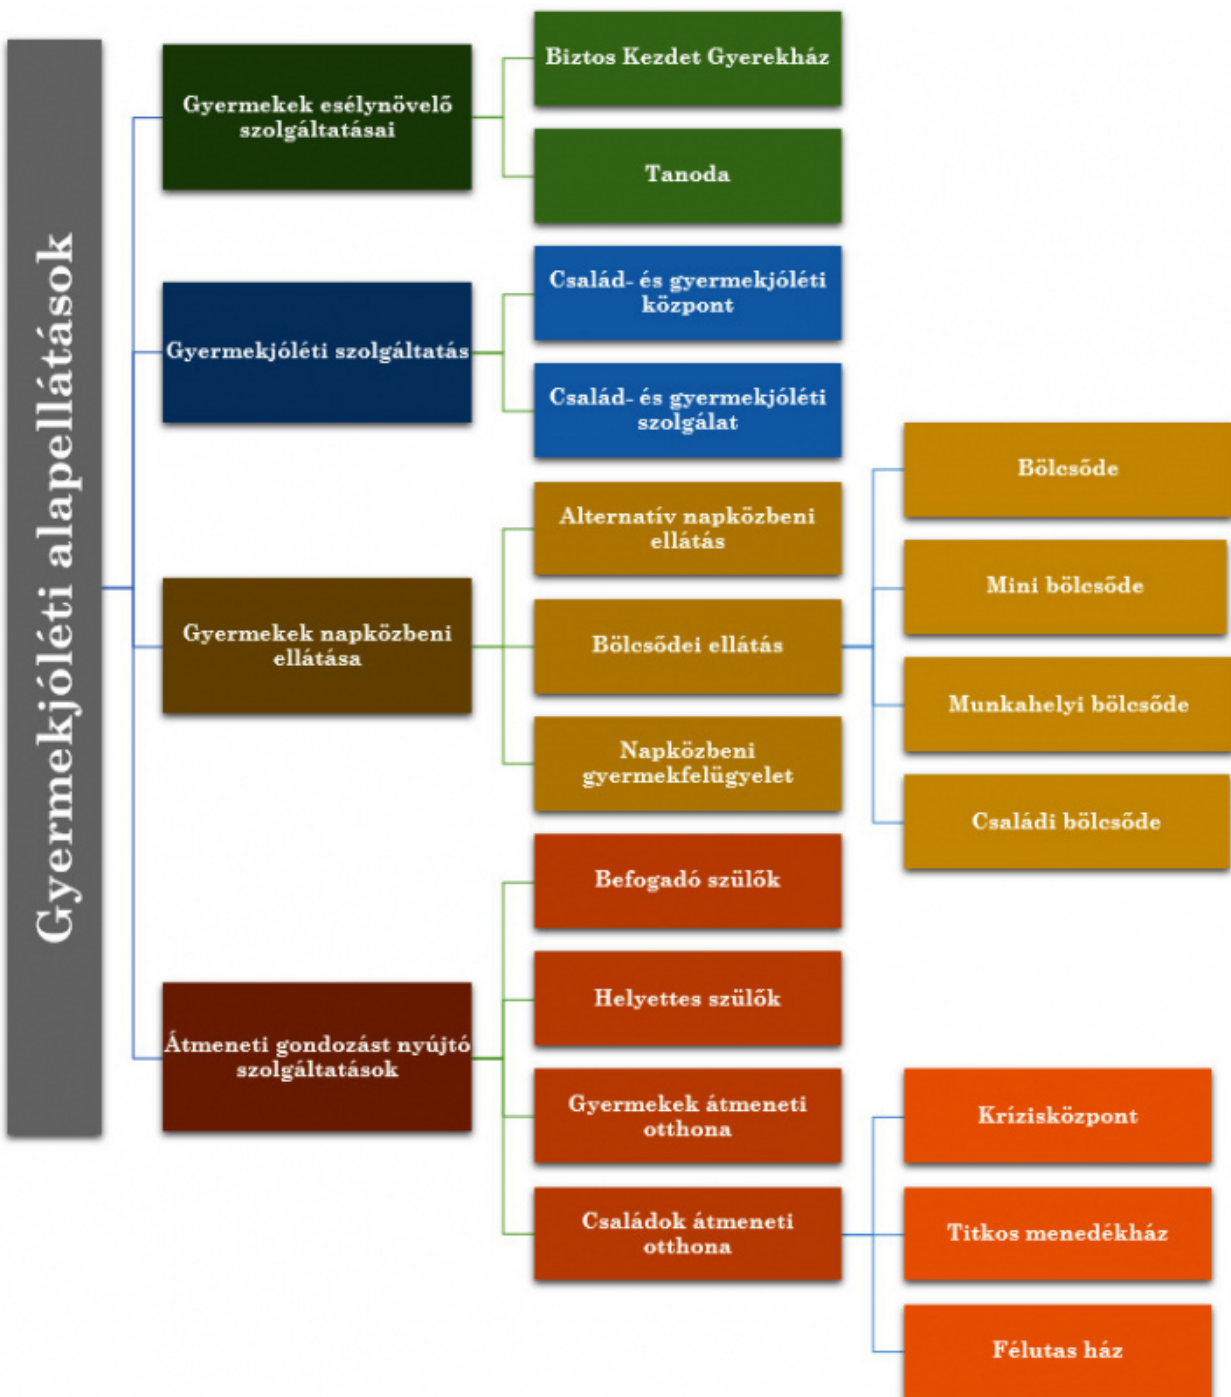 Gyermekjóléti alapellátások
Gyermekek esélynövelő
szolgáltatásai
Biztos Kezdet Gyerekház
Tanoda
Gyermekjóléti szolgáltatás
Család- és gyermekjóléti
központ
Család- és gyermekjóléti
szolgálat
Gyermekek napközbeni
ellátása
Alternatív napközbeni
ellátás
Bölcsődei ellátás
Bölcsőde
Mini bölcsőde
Munkahelyi bölcsőde
Családi bölcsőde
Napközbeni
gyermekfelügyelet
Átmeneti gondozást nyújtó
szolgáltatások
Befogadó szülők
Helyettes szülők
Gyermekek átmeneti
otthona
Családok átmeneti
otthona
Krízisközpont
Titkos menedékház
Félutas ház